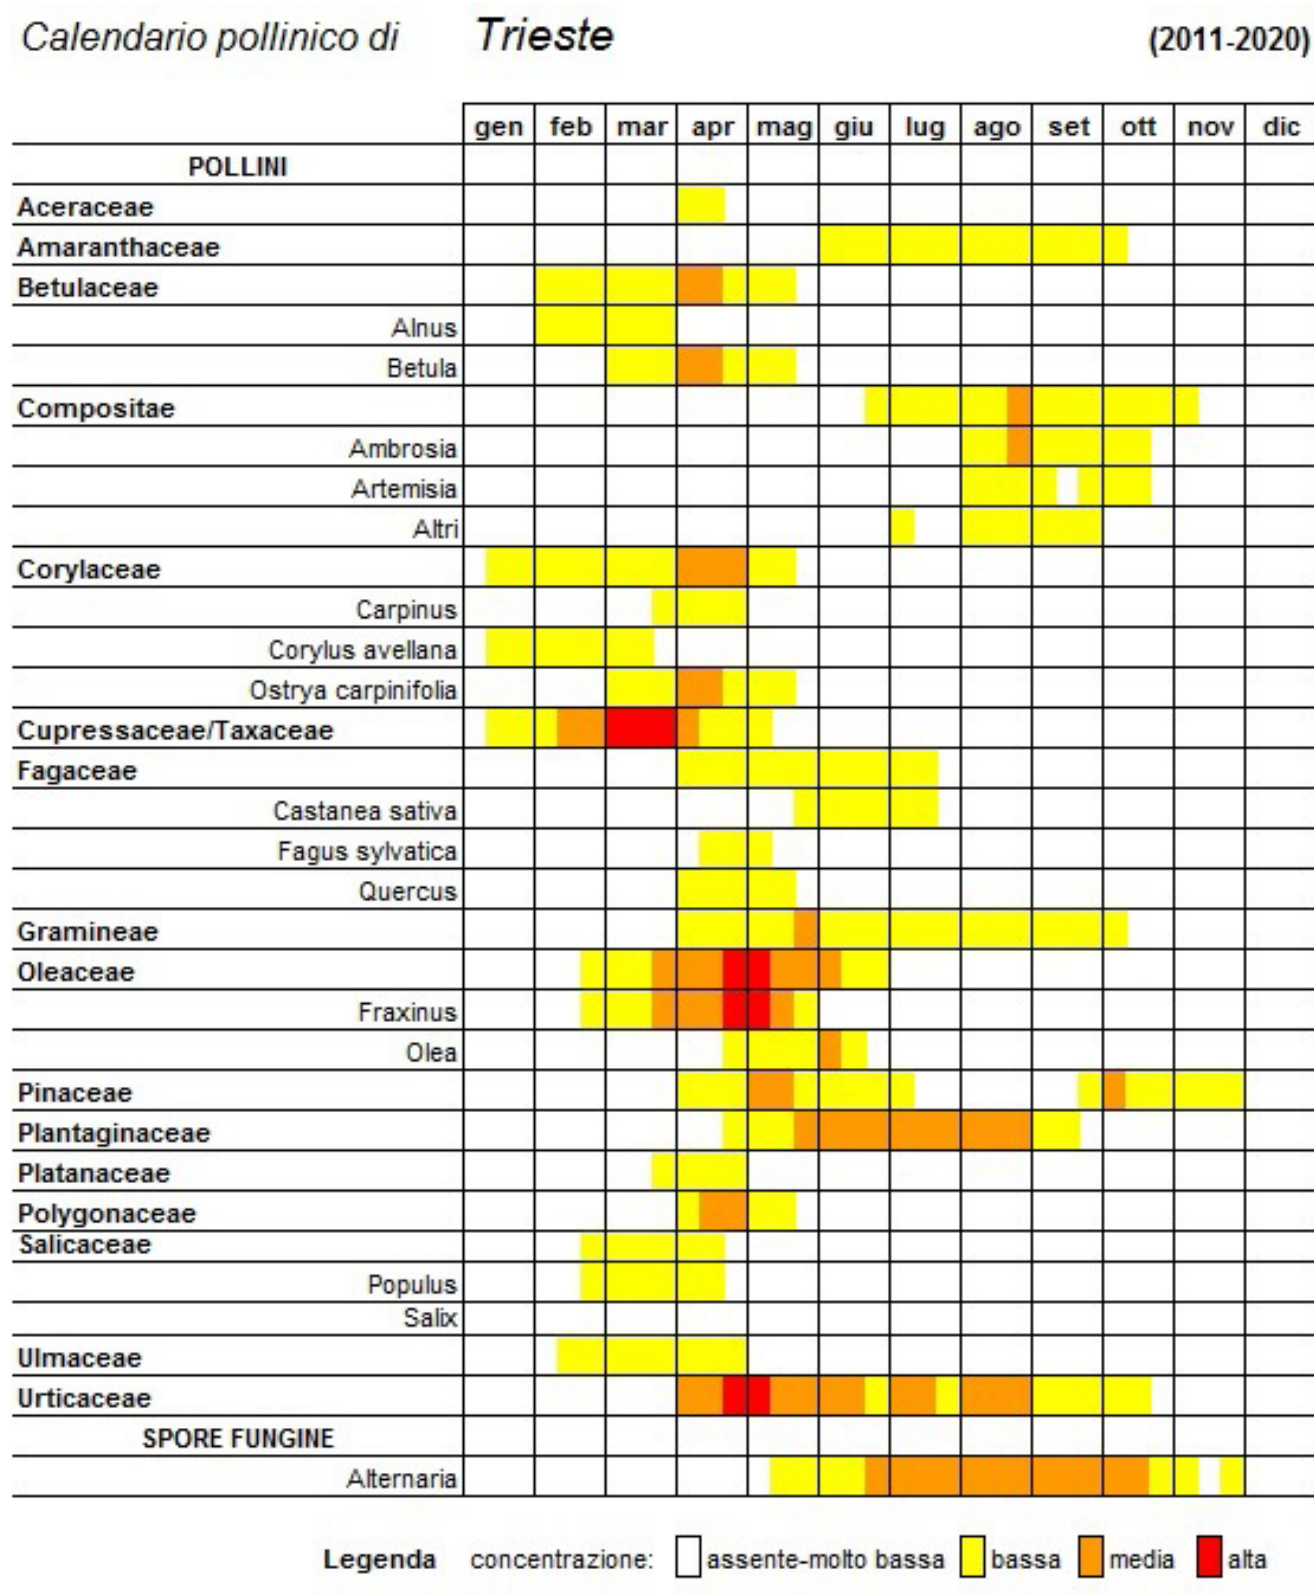 Calendario pollinico di Trieste (2011-2020)
gen feb mar apr mag giu lug ago set ott nov dic
POLLINI
Aceraceae
Amaranthaceae
Betulaceae
Alnus
Betula
Compositae
Ambrosia
Artemisia
Altri
Corylaceae
Carpinus
Corylus avellana
Ostrya carpinifolia
Cupressaceae/Taxaceae
Fagaceae
Castanea sativa
Fagus sylvatica
Quercus
Gramineae
Oleaceae
Fraxinus
Olea
Pinaceae
Plantaginaceae
Platanaceae
Polygonaceae
Salicaceae
Populus
Salix
Ulmaceae
Urticaceae
SPORE FUNGINE
Alternaria
Legenda concentrazione: assente-molto bassa bassa media alta